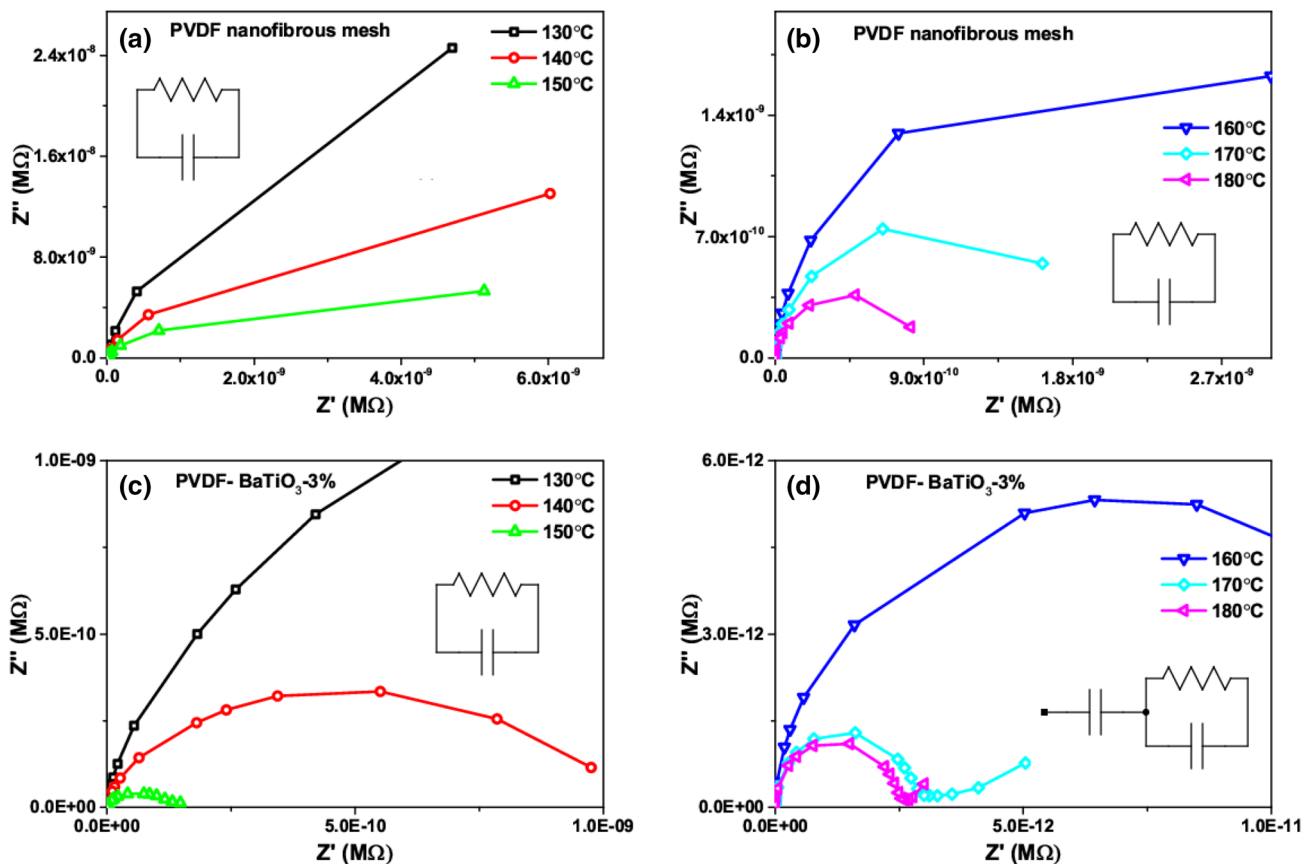 (a)
PVDF nanofibrous mesh
130°C
140°C
150°C
2.4x10⁻⁸
1.6x10⁻⁸
8.0x10⁻⁹
0.0
Z'' (MΩ)
0.0
2.0x10⁻⁹
4.0x10⁻⁹
6.0x10⁻⁹
Z' (MΩ)
(b)
PVDF nanofibrous mesh
160°C
170°C
180°C
1.4x10⁻⁹
7.0x10⁻¹⁰
0.0
Z'' (MΩ)
0.0
9.0x10⁻¹⁰
1.8x10⁻⁹
2.7x10⁻⁹
Z' (MΩ)
(c)
PVDF- BaTiO₃-3%
130°C
140°C
150°C
1.0E-09
5.0E-10
0.0E+00
Z'' (MΩ)
0.0E+00
5.0E-10
1.0E-09
Z' (MΩ)
(d)
PVDF- BaTiO₃-3%
160°C
170°C
180°C
6.0E-12
3.0E-12
0.0E+00
Z'' (MΩ)
0.0E+00
5.0E-12
1.0E-11
Z' (MΩ)